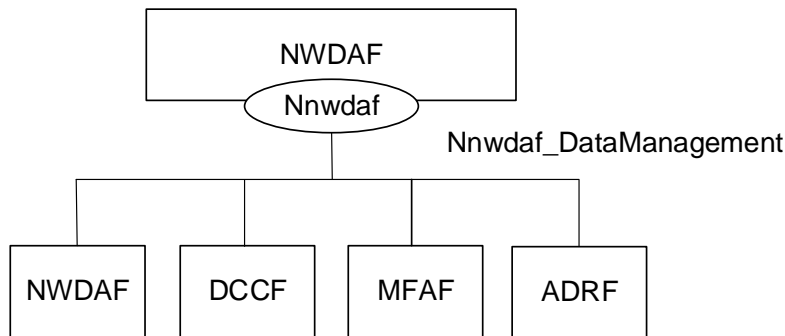 NWDAF
Nnwdaf
Nnwdaf_DataManagement
NWDAF DCCF MFAF ADRF